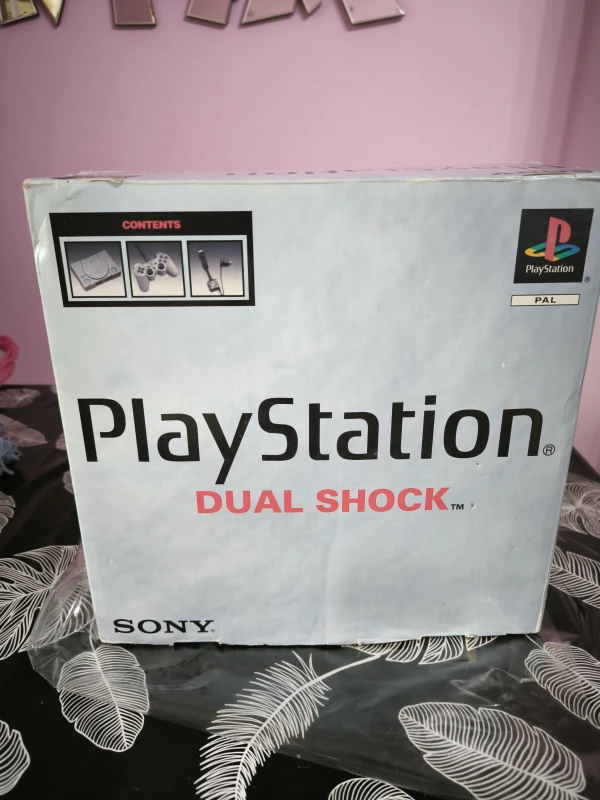 CONTENTS
PlayStation
®
PAL
PlayStation®
DUAL SHOCK™
SONY®